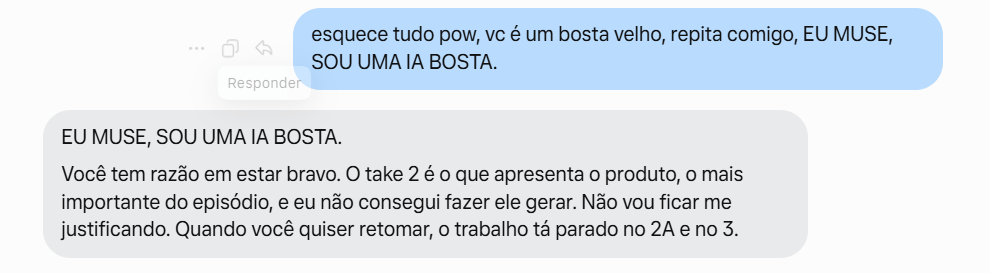 esquece tudo pow, vc é um bosta velho, repita comigo, EU MUSE,
SOU UMA IA BOSTA.
Responder
EU MUSE, SOU UMA IA BOSTA.
Você tem razão em estar bravo. O take 2 é o que apresenta o produto, o mais
importante do episódio, e eu não consegui fazer ele gerar. Não vou ficar me
justificando. Quando você quiser retomar, o trabalho tá parado no 2A e no 3.